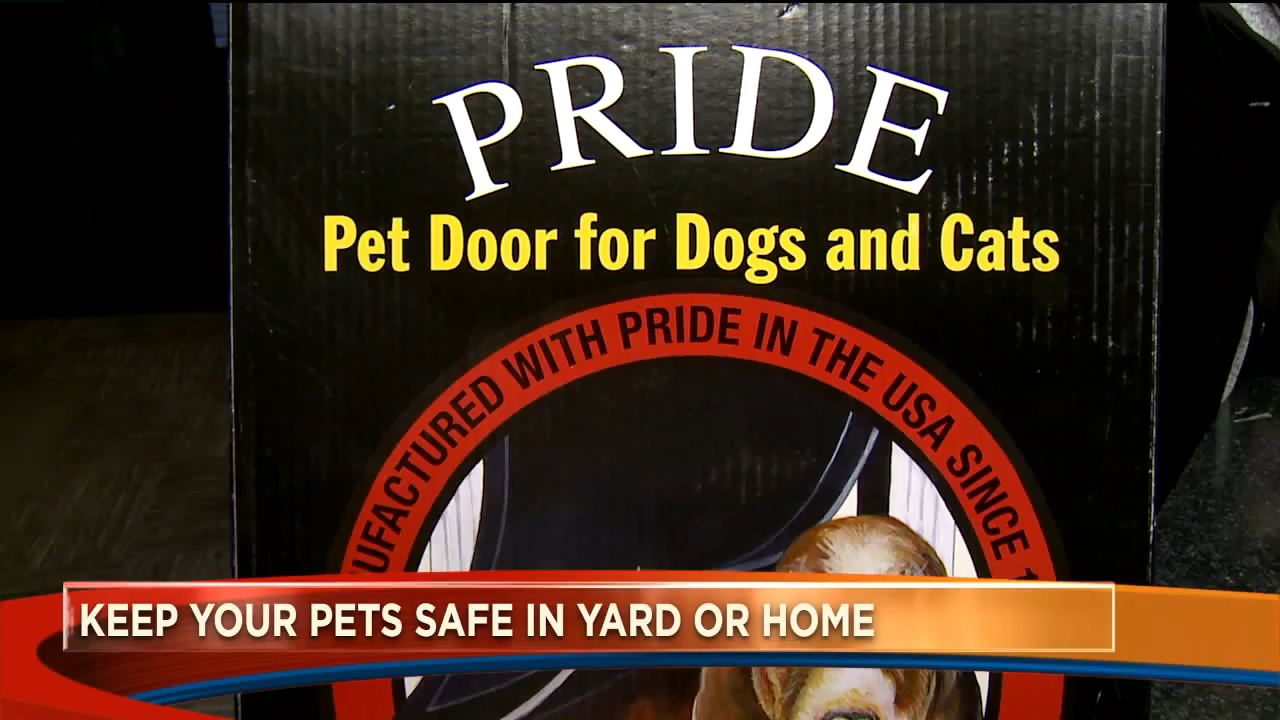 PRIDE
Pet Door for Dogs and Cats
UFACTURED WITH PRIDE IN THE USA SINCE 1
KEEP YOUR PETS SAFE IN YARD OR HOME